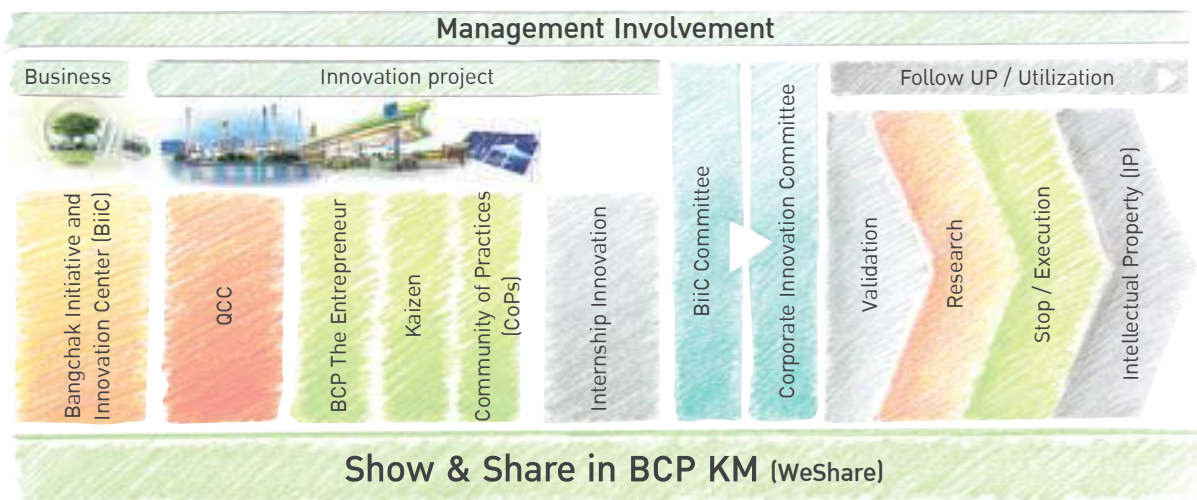 Management Involvement
Business
Innovation project
Follow UP / Utilization
Bangchak Initiative and
Innovation Center (BiiC)
QCC
BCP The Entrepreneur
Kaizen
Community of Practices
(CoPs)
Internship Innovation
BiiC Committee
Corporate Innovation Committee
Validation
Research
Stop / Execution
Intellectual Property (IP)
Show & Share in BCP KM (WeShare)